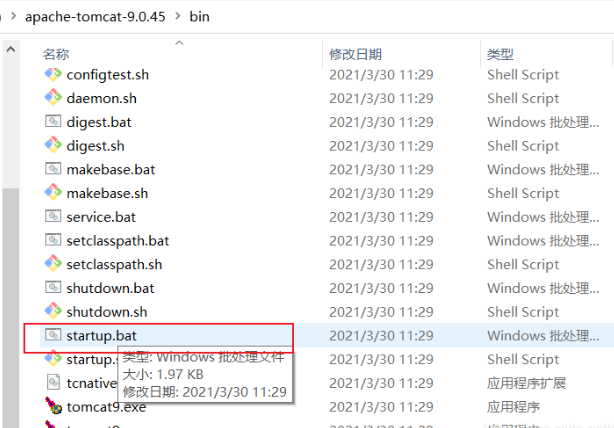 apache-tomcat-9.0.45 > bin
名称 修改日期 类型
configtest.sh 2021/3/30 11:29 Shell Script
daemon.sh 2021/3/30 11:29 Shell Script
digest.bat 2021/3/30 11:29 Windows 批处理...
digest.sh 2021/3/30 11:29 Shell Script
makebase.bat 2021/3/30 11:29 Windows 批处理...
makebase.sh 2021/3/30 11:29 Shell Script
service.bat 2021/3/30 11:29 Windows 批处理...
setclasspath.bat 2021/3/30 11:29 Windows 批处理...
setclasspath.sh 2021/3/30 11:29 Shell Script
shutdown.bat 2021/3/30 11:29 Windows 批处理...
shutdown.sh 2021/3/30 11:29 Shell Script
startup.bat 2021/3/30 11:29 Windows 批处理...
startup. 2021/3/30 11:29 Shell Script
类型: Windows 批处理文件
大小: 1.97 KB
修改日期: 2021/3/30 11:29
tcnative 2021/3/30 11:29 应用程序扩展
tomcat9.exe 2021/3/30 11:29 应用程序